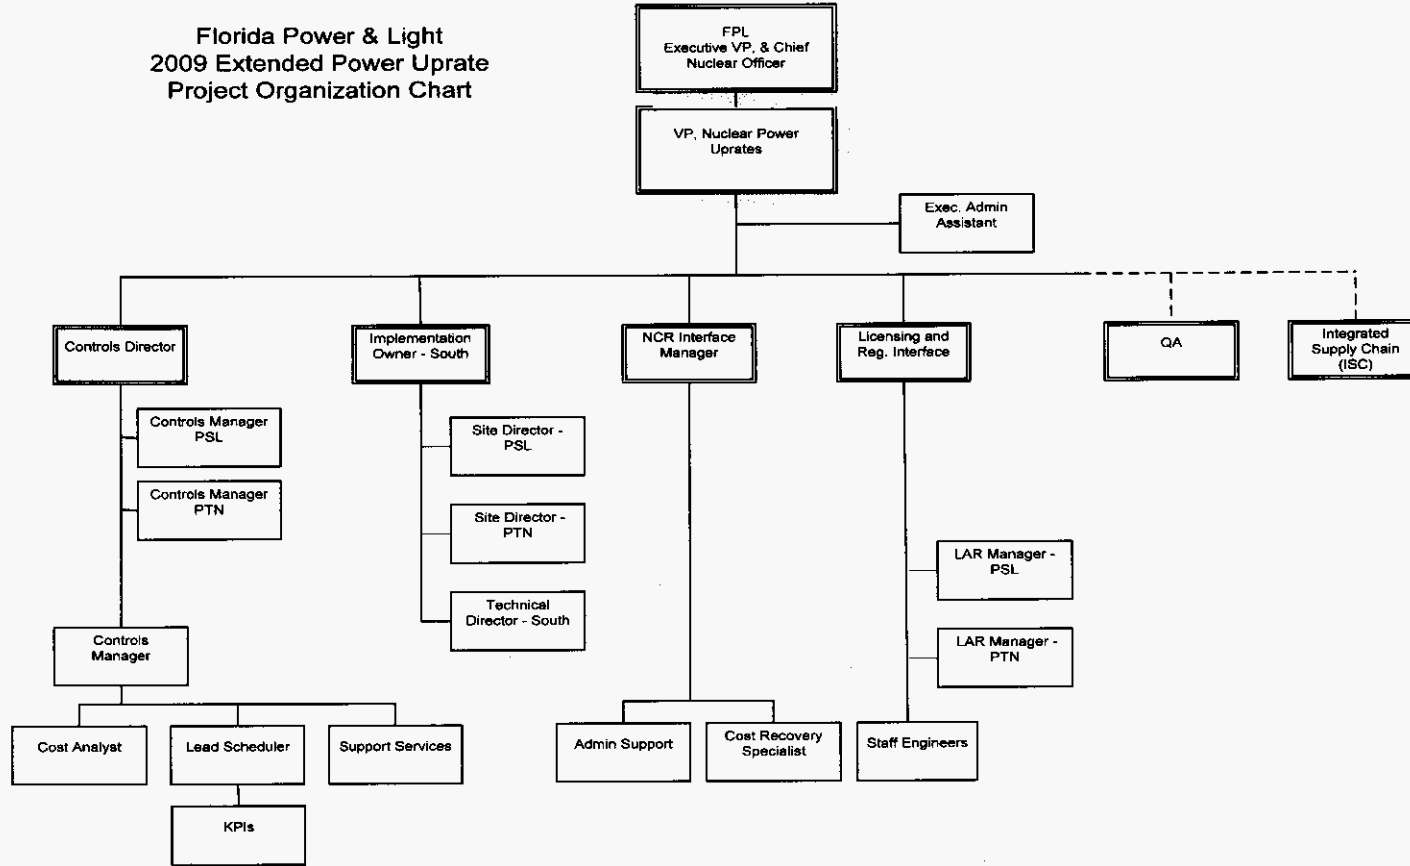 Florida Power & Light
2009 Extended Power Uprate
Project Organization Chart
FPL
Executive VP, & Chief
Nuclear Officer
VP, Nuclear Power
Uprates
Exec. Admin
Assistant
Controls Director
Implementation
Owner - South
NCR Interface
Manager
Licensing and
Reg. Interface
QA
Integrated
Supply Chain
(ISC)
Controls Manager
PSL
Controls Manager
PTN
Site Director -
PSL
Site Director -
PTN
Technical
Director - South
LAR Manager -
PSL
LAR Manager -
PTN
Controls
Manager
Cost Analyst
Lead Scheduler
Support Services
Admin Support
Cost Recovery
Specialist
Staff Engineers
KPIs